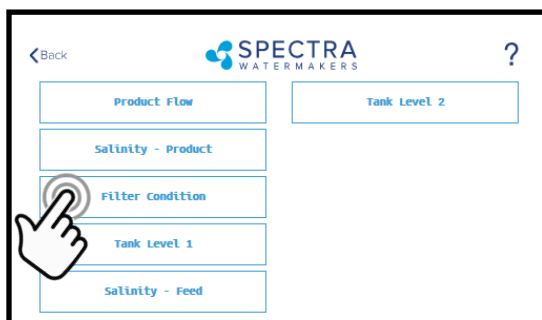 Back
SPECTRA
WATERMAKERS
?
Product Flow
Salinity - Product
Filter Condition
Tank Level 1
Salinity - Feed
Tank Level 2